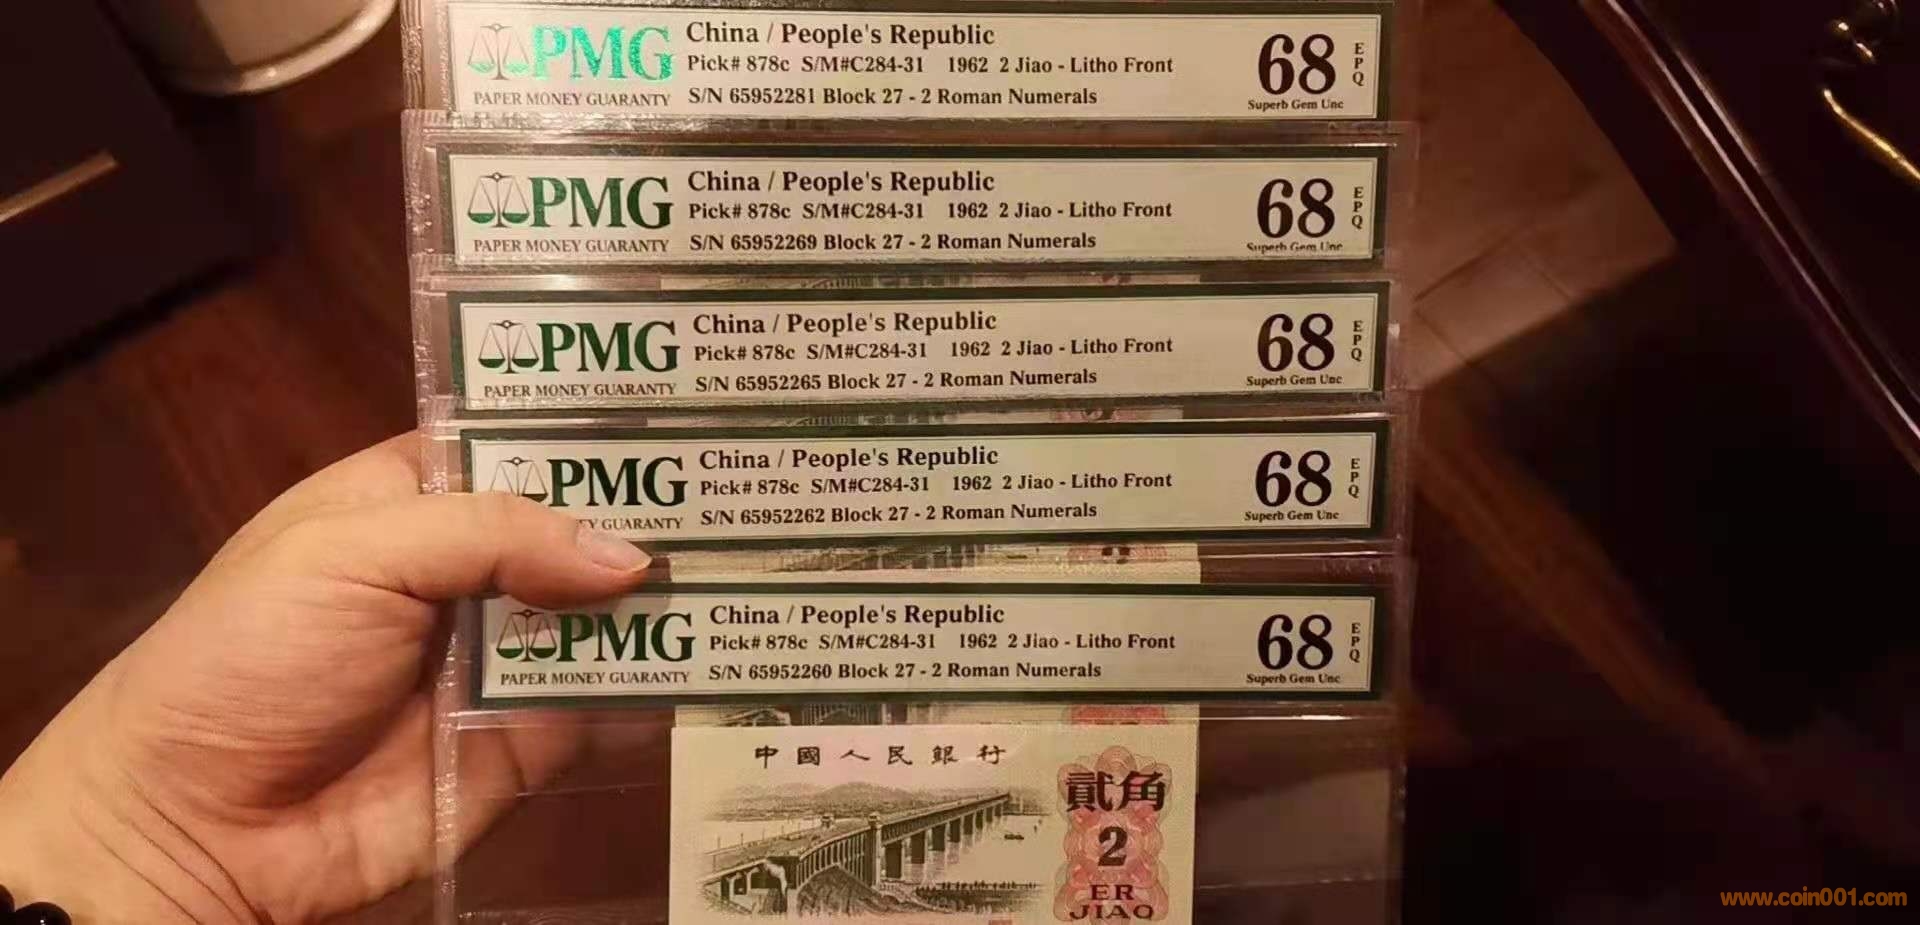 PMG
PAPER MONEY GUARANTY
China / People's Republic
Pick# 878c S/M#C284-31 1962 2 Jiao - Litho Front
S/N 65952281 Block 27 - 2 Roman Numerals
68
EPQ
Superb Gem Unc
PMG
PAPER MONEY GUARANTY
China / People's Republic
Pick# 878c S/M#C284-31 1962 2 Jiao - Litho Front
S/N 65952269 Block 27 - 2 Roman Numerals
68
EPQ
Superb Gem Unc
PMG
PAPER MONEY GUARANTY
China / People's Republic
Pick# 878c S/M#C284-31 1962 2 Jiao - Litho Front
S/N 65952265 Block 27 - 2 Roman Numerals
68
EPQ
Superb Gem Unc
PMG
GUARANTY
China / People's Republic
Pick# 878c S/M#C284-31 1962 2 Jiao - Litho Front
S/N 65952262 Block 27 - 2 Roman Numerals
68
EPQ
Superb Gem Unc
PMG
PAPER MONEY GUARANTY
China / People's Republic
Pick# 878c S/M#C284-31 1962 2 Jiao - Litho Front
S/N 65952260 Block 27 - 2 Roman Numerals
68
EPQ
Superb Gem Unc
中國人民銀行
貳角
2
ER
JIAO
www.coin001.com